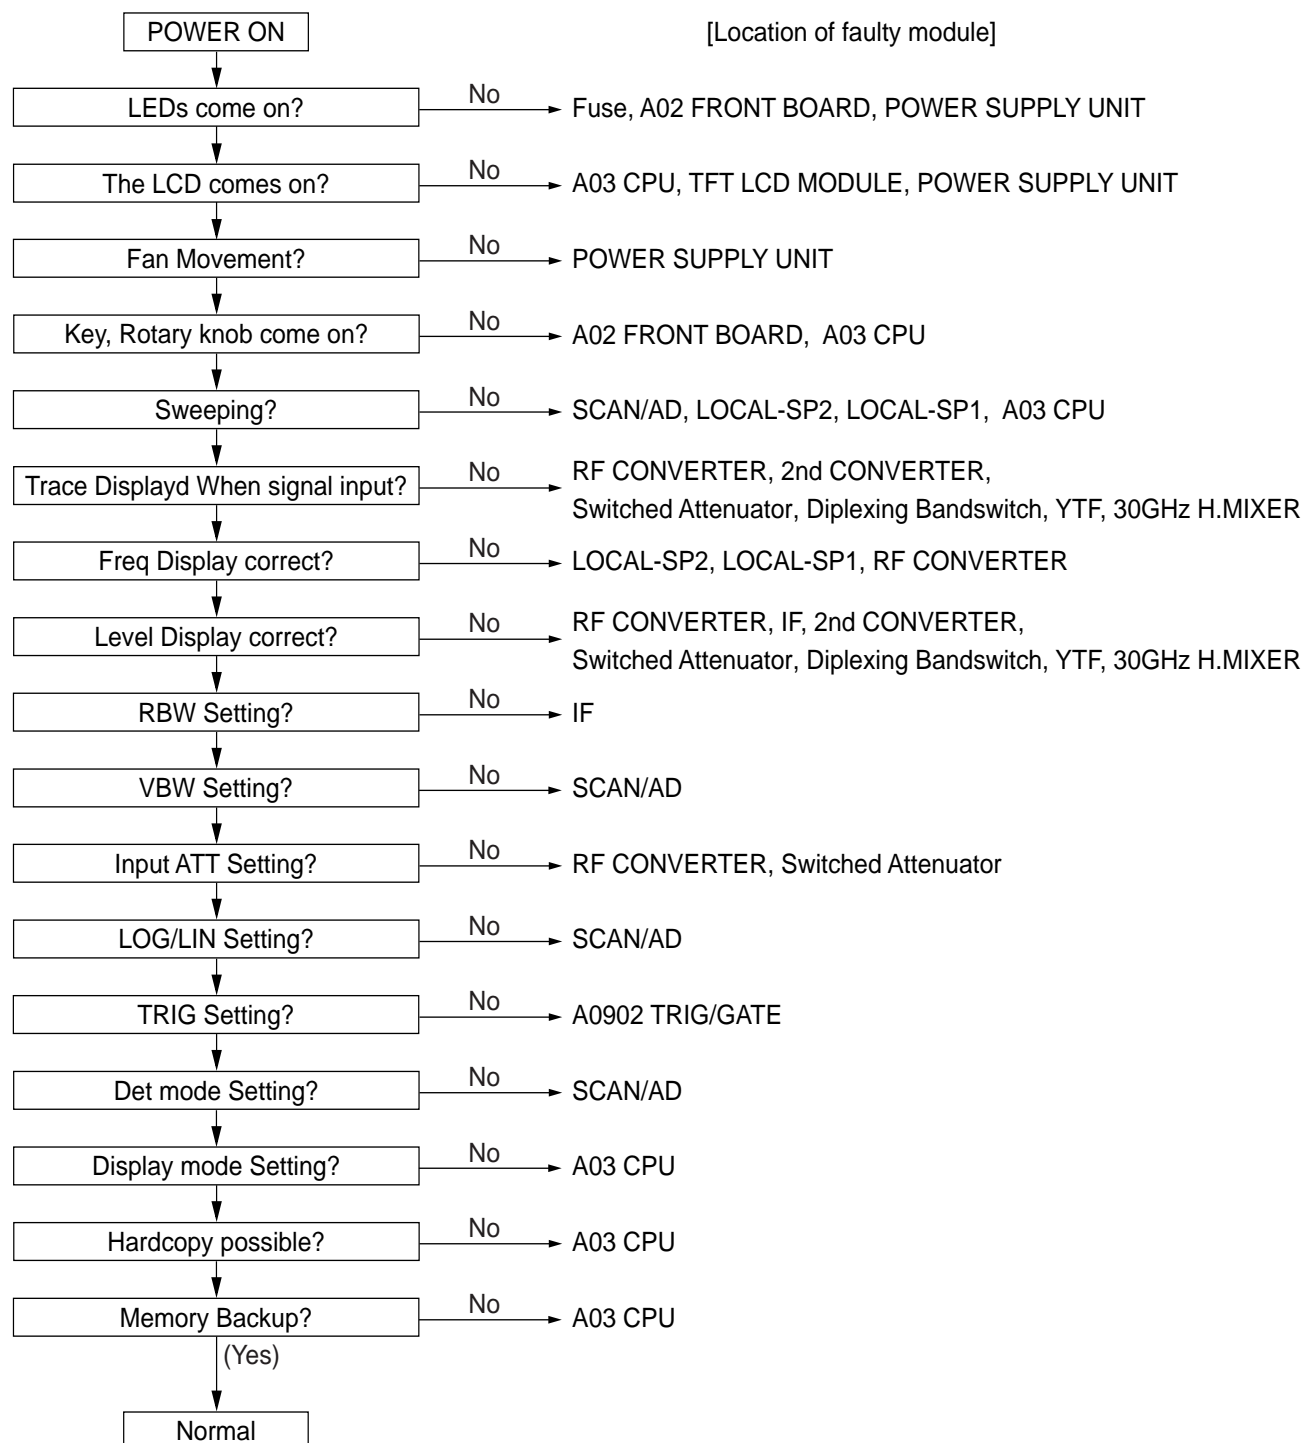 POWER ON
[Location of faulty module]
LEDs come on?
No
Fuse, A02 FRONT BOARD, POWER SUPPLY UNIT
The LCD comes on?
No
A03 CPU, TFT LCD MODULE, POWER SUPPLY UNIT
Fan Movement?
No
POWER SUPPLY UNIT
Key, Rotary knob come on?
No
A02 FRONT BOARD, A03 CPU
Sweeping?
No
SCAN/AD, LOCAL-SP2, LOCAL-SP1, A03 CPU
Trace Displayd When signal input?
No
RF CONVERTER, 2nd CONVERTER,
Switched Attenuator, Diplexing Bandswitch, YTF, 30GHz H.MIXER
Freq Display correct?
No
LOCAL-SP2, LOCAL-SP1, RF CONVERTER
Level Display correct?
No
RF CONVERTER, IF, 2nd CONVERTER,
Switched Attenuator, Diplexing Bandswitch, YTF, 30GHz H.MIXER
RBW Setting?
No
IF
VBW Setting?
No
SCAN/AD
Input ATT Setting?
No
RF CONVERTER, Switched Attenuator
LOG/LIN Setting?
No
SCAN/AD
TRIG Setting?
No
A0902 TRIG/GATE
Det mode Setting?
No
SCAN/AD
Display mode Setting?
No
A03 CPU
Hardcopy possible?
No
A03 CPU
Memory Backup?
No
A03 CPU
(Yes)
Normal